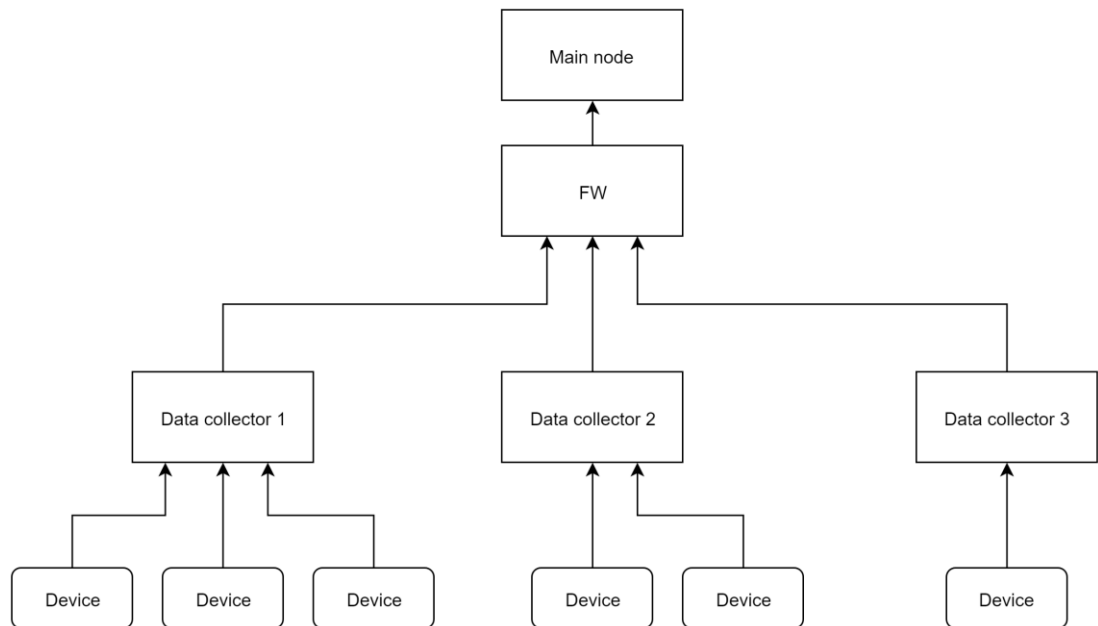 Main node
FW
Data collector 1
Data collector 2
Data collector 3
Device
Device
Device
Device
Device
Device